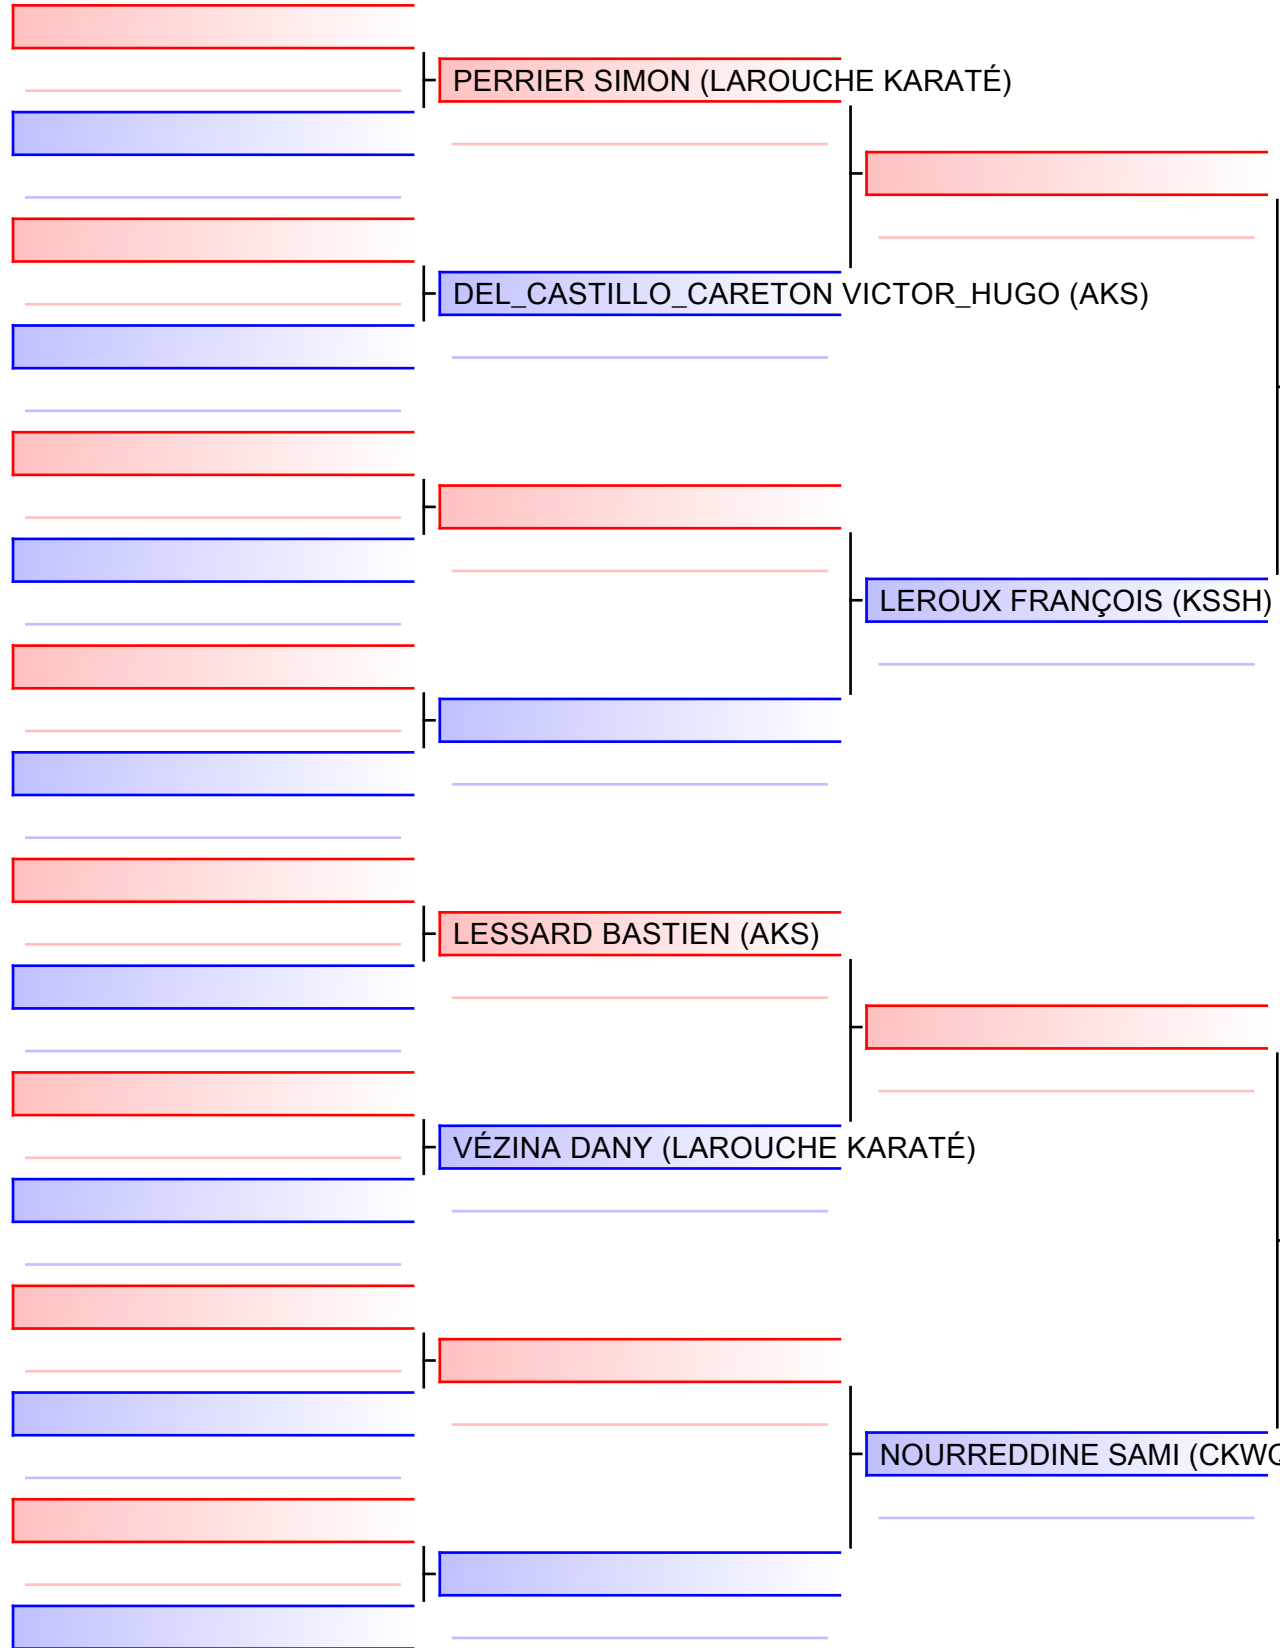 PERRIER SIMON (LAROUCHE KARATÉ)
DEL_CASTILLO_CARETON VICTOR_HUGO (AKS)
LEROUX FRANÇOIS (KSSH)
LESSARD BASTIEN (AKS)
VÉZINA DANY (LAROUCHE KARATÉ)
NOURREDDINE SAMI